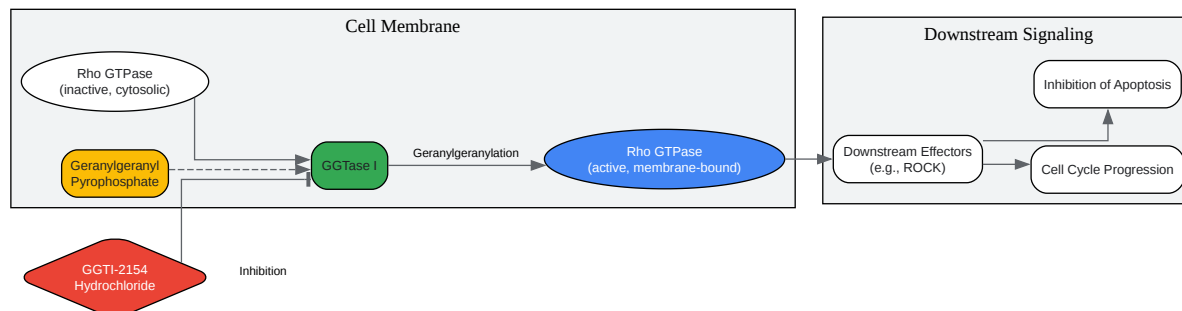 Cell Membrane
Downstream Signaling
Rho GTPase
(inactive, cytosolic)
Inhibition of Apoptosis
Geranylgeranyl
Pyrophosphate
GGTase I
Geranylgeranylation
Rho GTPase
(active, membrane-bound)
Downstream Effectors
(e.g., ROCK)
Cell Cycle Progression
GGTI-2154
Hydrochloride
Inhibition